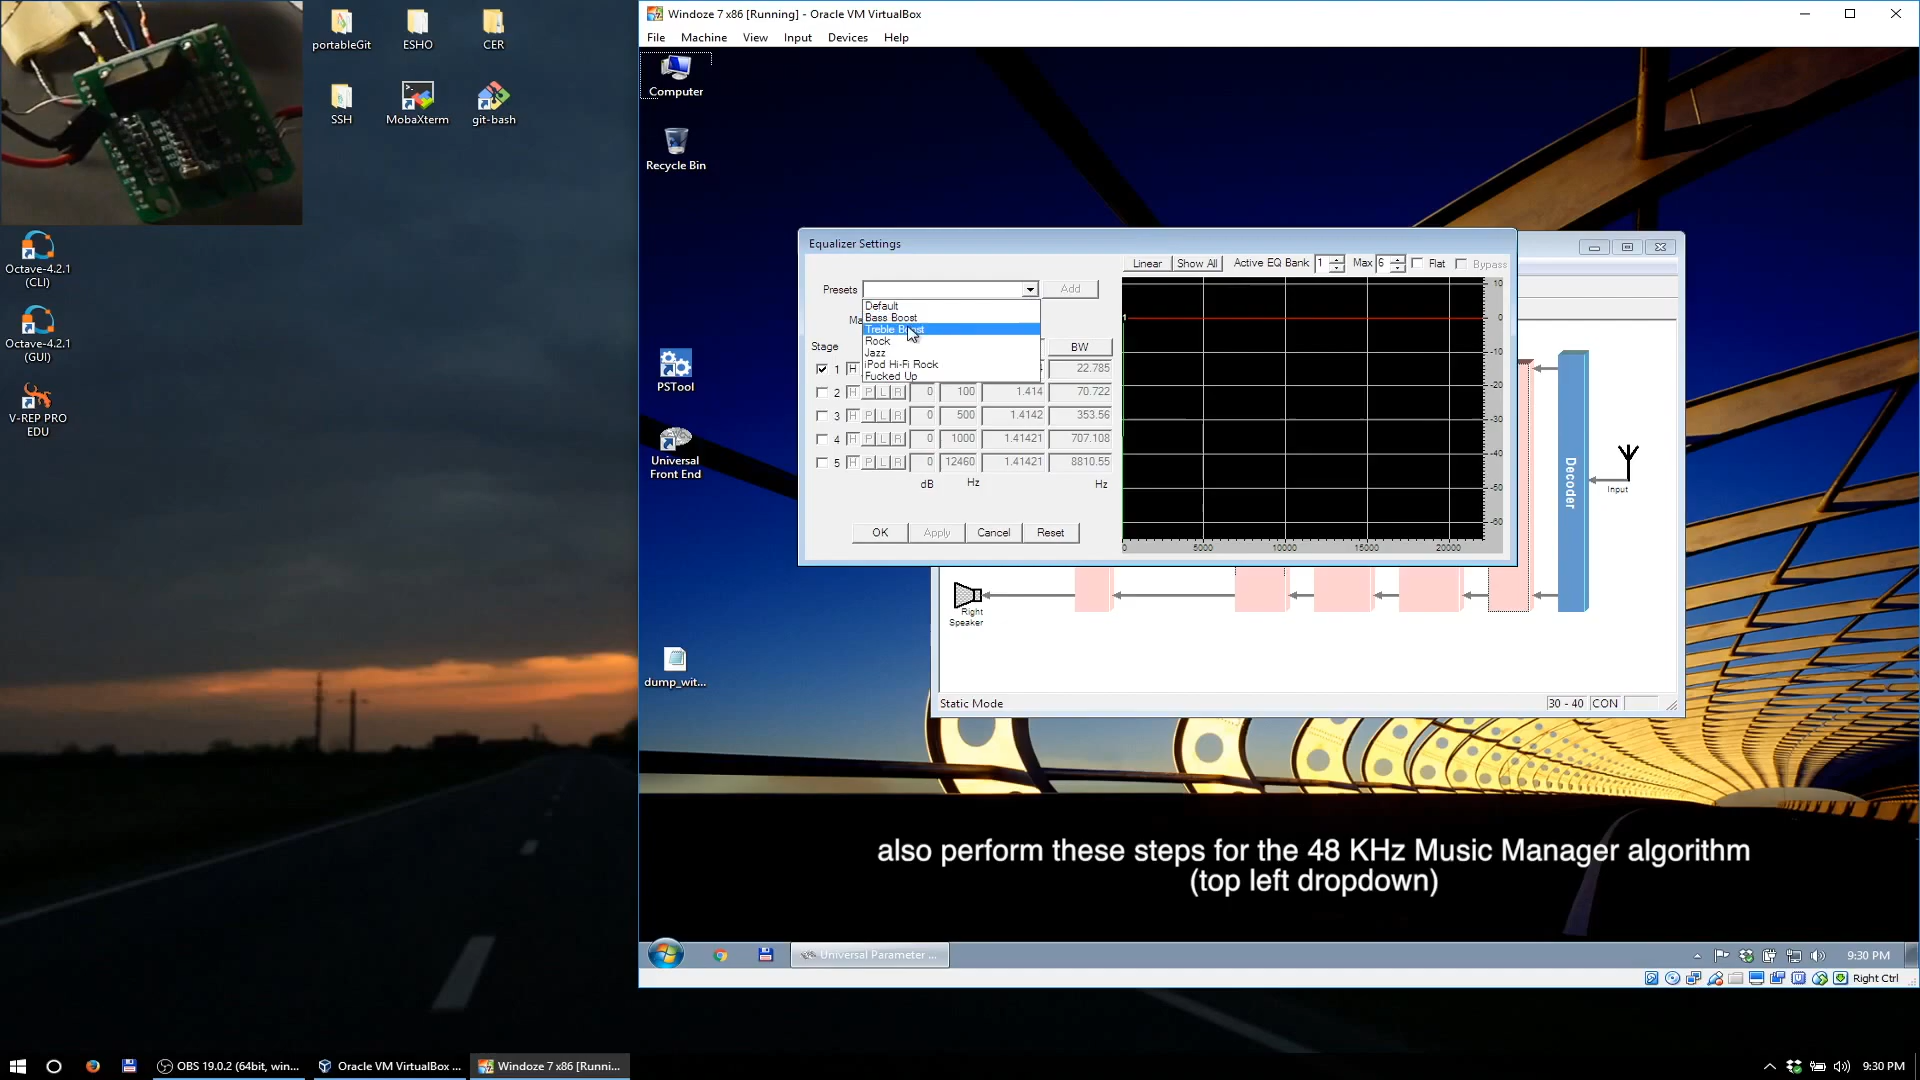 portableGit
ESHO
CER
SSH
MobaXterm
git-bash
Octave-4.2.1
(CLI)
Octave-4.2.1
(GUI)
V-REP PRO
EDU
Windoze 7 x86 [Running] - Oracle VM VirtualBox
File Machine View Input Devices Help
Computer
Recycle Bin
PSTool
Universal
Front End
dump_wit...
Equalizer Settings
Presets
Add
Default
Bass Boost
Treble Boost
Rock
Jazz
iPod Hi-Fi Rock
Fucked Up
Ma
Stage
BW
1 H 22.785
2 H P L R 0 100 1.414 70.722
3 H P L R 0 500 1.4142 353.56
4 H P L R 0 1000 1.41421 707.108
5 H P L R 0 12460 1.41421 8810.55
dB Hz Hz
OK Apply Cancel Reset
Linear Show All Active EQ Bank 1 Max 6 Flat Bypass
10
0
-10
-20
-30
-40
-50
-60
1
0 5000 10000 15000 20000
Decoder
Input
Right
Speaker
Static Mode
30 - 40 CON
also perform these steps for the 48 KHz Music Manager algorithm
(top left dropdown)
Universal Parameter ...
9:30 PM
Right Ctrl
OBS 19.0.2 (64bit, win...
Oracle VM VirtualBox ...
Windoze 7 x86 [Runni...
9:30 PM